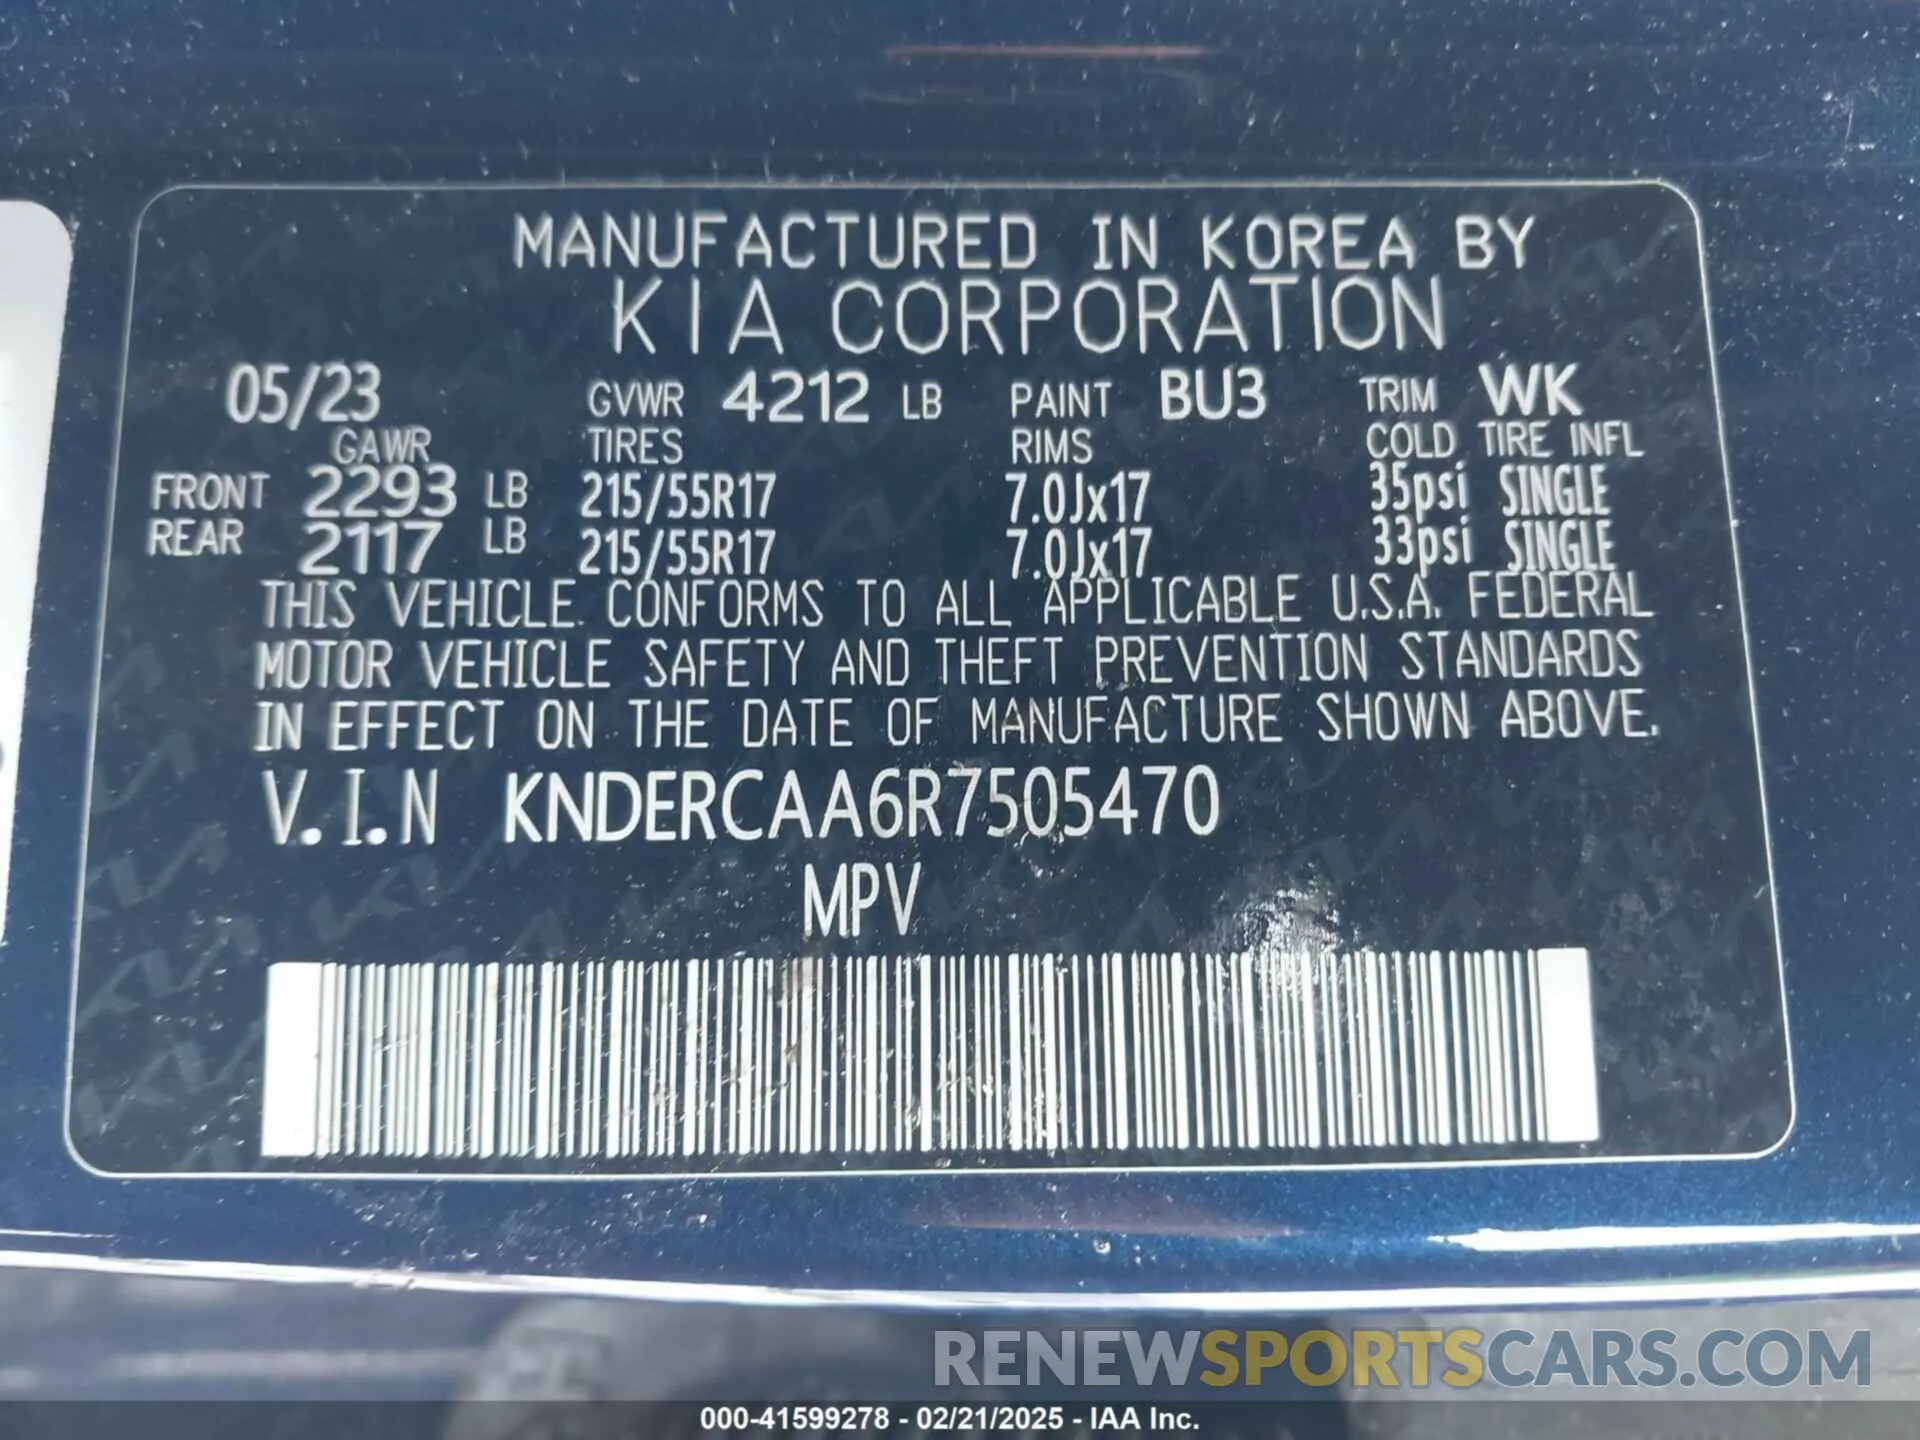 MANUFACTURED IN KOREA BY
KIA CORPORATION
05/23 GVWR 4212 LB PAINT BU3 TRIM WK
GAWR TIRES RIMS COLD TIRE INFL
FRONT 2293 LB 215/55R17 7.0Jx17 35psi SINGLE
REAR 2117 LB 215/55R17 7.0Jx17 33psi SINGLE
THIS VEHICLE CONFORMS TO ALL APPLICABLE U.S.A. FEDERAL
MOTOR VEHICLE SAFETY AND THEFT PREVENTION STANDARDS
IN EFFECT ON THE DATE OF MANUFACTURE SHOWN ABOVE.
V.I.N KNDERCAA6R7505470
MPV
RENEWSPORTSCARS.COM
000-41599278 - 02/21/2025 - IAA Inc.